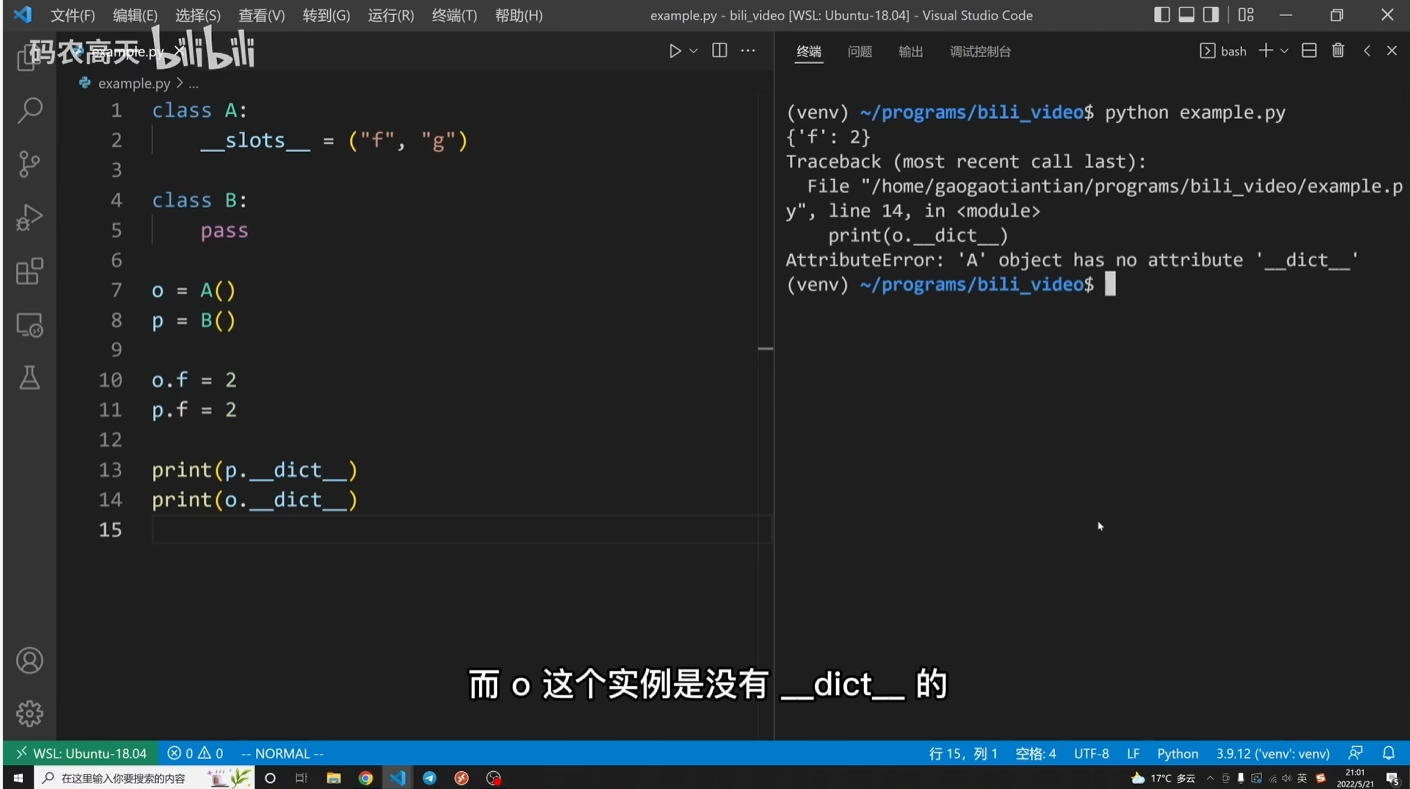 文件(F) 编辑(E) 选择(S) 查看(V) 转到(G) 运行(R) 终端(T) 帮助(H) example.py - bili_video [WSL: Ubuntu-18.04] - Visual Studio Code
码农高天 bilibili
example.py
example.py > ...
1 class A:
2     __slots__ = ("f", "g")
3
4 class B:
5     pass
6
7 o = A()
8 p = B()
9
10 o.f = 2
11 p.f = 2
12
13 print(p.__dict__)
14 print(o.__dict__)
15
终端 问题 输出 调试控制台 bash
(venv) ~/programs/bili_video$ python example.py
{'f': 2}
Traceback (most recent call last):
  File "/home/gaogaotiantian/programs/bili_video/example.p
y", line 14, in <module>
    print(o.__dict__)
AttributeError: 'A' object has no attribute '__dict__'
(venv) ~/programs/bili_video$
而 o 这个实例是没有 __dict__ 的
WSL: Ubuntu-18.04 0 0 -- NORMAL -- 行 15，列 1 空格: 4 UTF-8 LF Python 3.9.12 ('venv': venv)
在这里输入你要搜索的内容 17°C 多云 英 21:01
2022/5/21 5